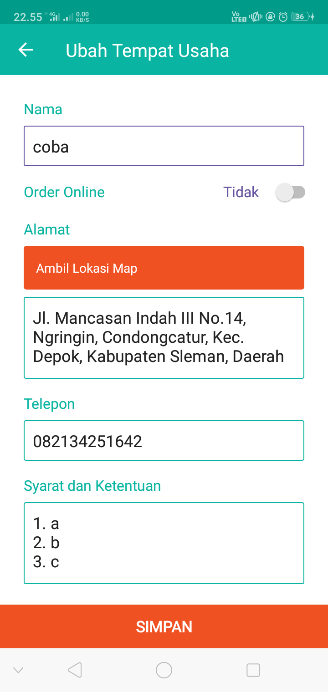 22.55 4G 0.00 KB/S Vo LTE 36
Ubah Tempat Usaha
Nama
coba
Order Online Tidak
Alamat
Ambil Lokasi Map
Jl. Mancasan Indah III No.14,
Ngringin, Condongcatur, Kec.
Depok, Kabupaten Sleman, Daerah
Telepon
082134251642
Syarat dan Ketentuan
1. a
2. b
3. c
SIMPAN